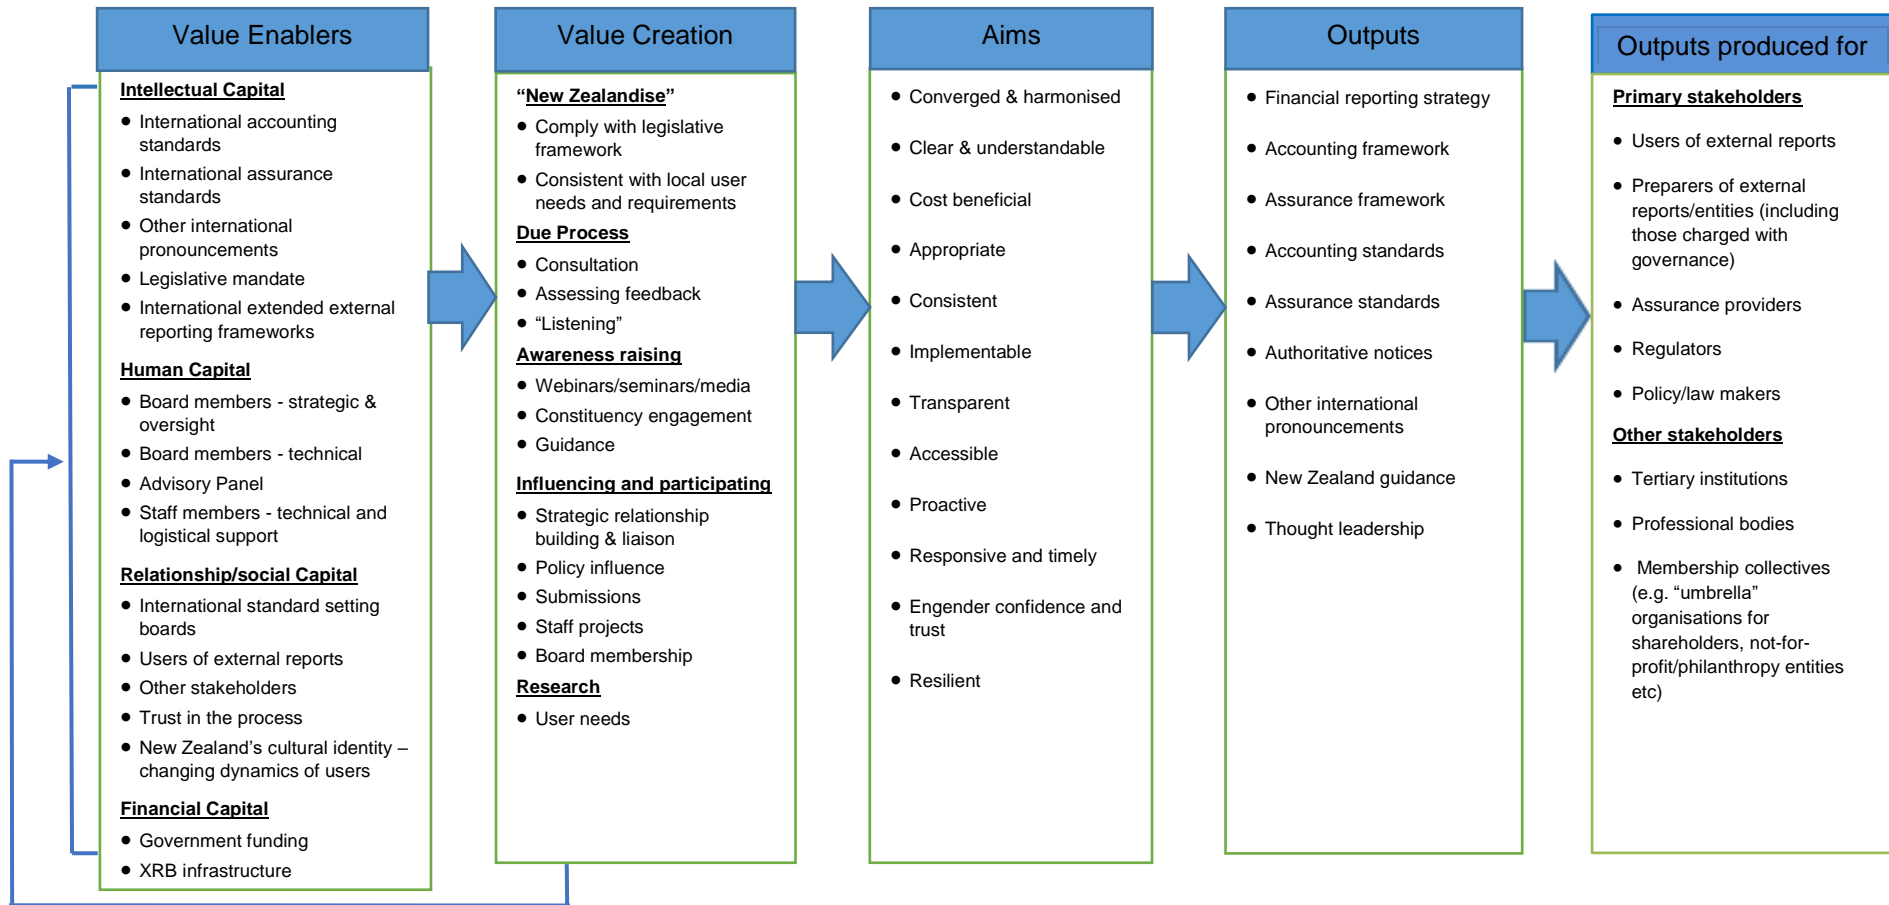 Value Enablers
Intellectual Capital
● International accounting
standards
● International assurance
standards
● Other international
pronouncements
● Legislative mandate
● International extended external
reporting frameworks
Human Capital
● Board members - strategic &
oversight
● Board members - technical
● Advisory Panel
● Staff members - technical and
logistical support
Relationship/social Capital
● International standard setting
boards
● Users of external reports
● Other stakeholders
● Trust in the process
● New Zealand’s cultural identity –
changing dynamics of users
Financial Capital
● Government funding
● XRB infrastructure
Value Creation
“New Zealandise”
● Comply with legislative
framework
● Consistent with local user
needs and requirements
Due Process
● Consultation
● Assessing feedback
● “Listening”
Awareness raising
● Webinars/seminars/media
● Constituency engagement
● Guidance
Influencing and participating
● Strategic relationship
building & liaison
● Policy influence
● Submissions
● Staff projects
● Board membership
Research
● User needs
Aims
● Converged & harmonised
● Clear & understandable
● Cost beneficial
● Appropriate
● Consistent
● Implementable
● Transparent
● Accessible
● Proactive
● Responsive and timely
● Engender confidence and
trust
● Resilient
Outputs
● Financial reporting strategy
● Accounting framework
● Assurance framework
● Accounting standards
● Assurance standards
● Authoritative notices
● Other international
pronouncements
● New Zealand guidance
● Thought leadership
Outputs produced for
Primary stakeholders
● Users of external reports
● Preparers of external
reports/entities (including
those charged with
governance)
● Assurance providers
● Regulators
● Policy/law makers
Other stakeholders
● Tertiary institutions
● Professional bodies
● Membership collectives
(e.g. “umbrella”
organisations for
shareholders, not-for-
profit/philanthropy entities
etc)